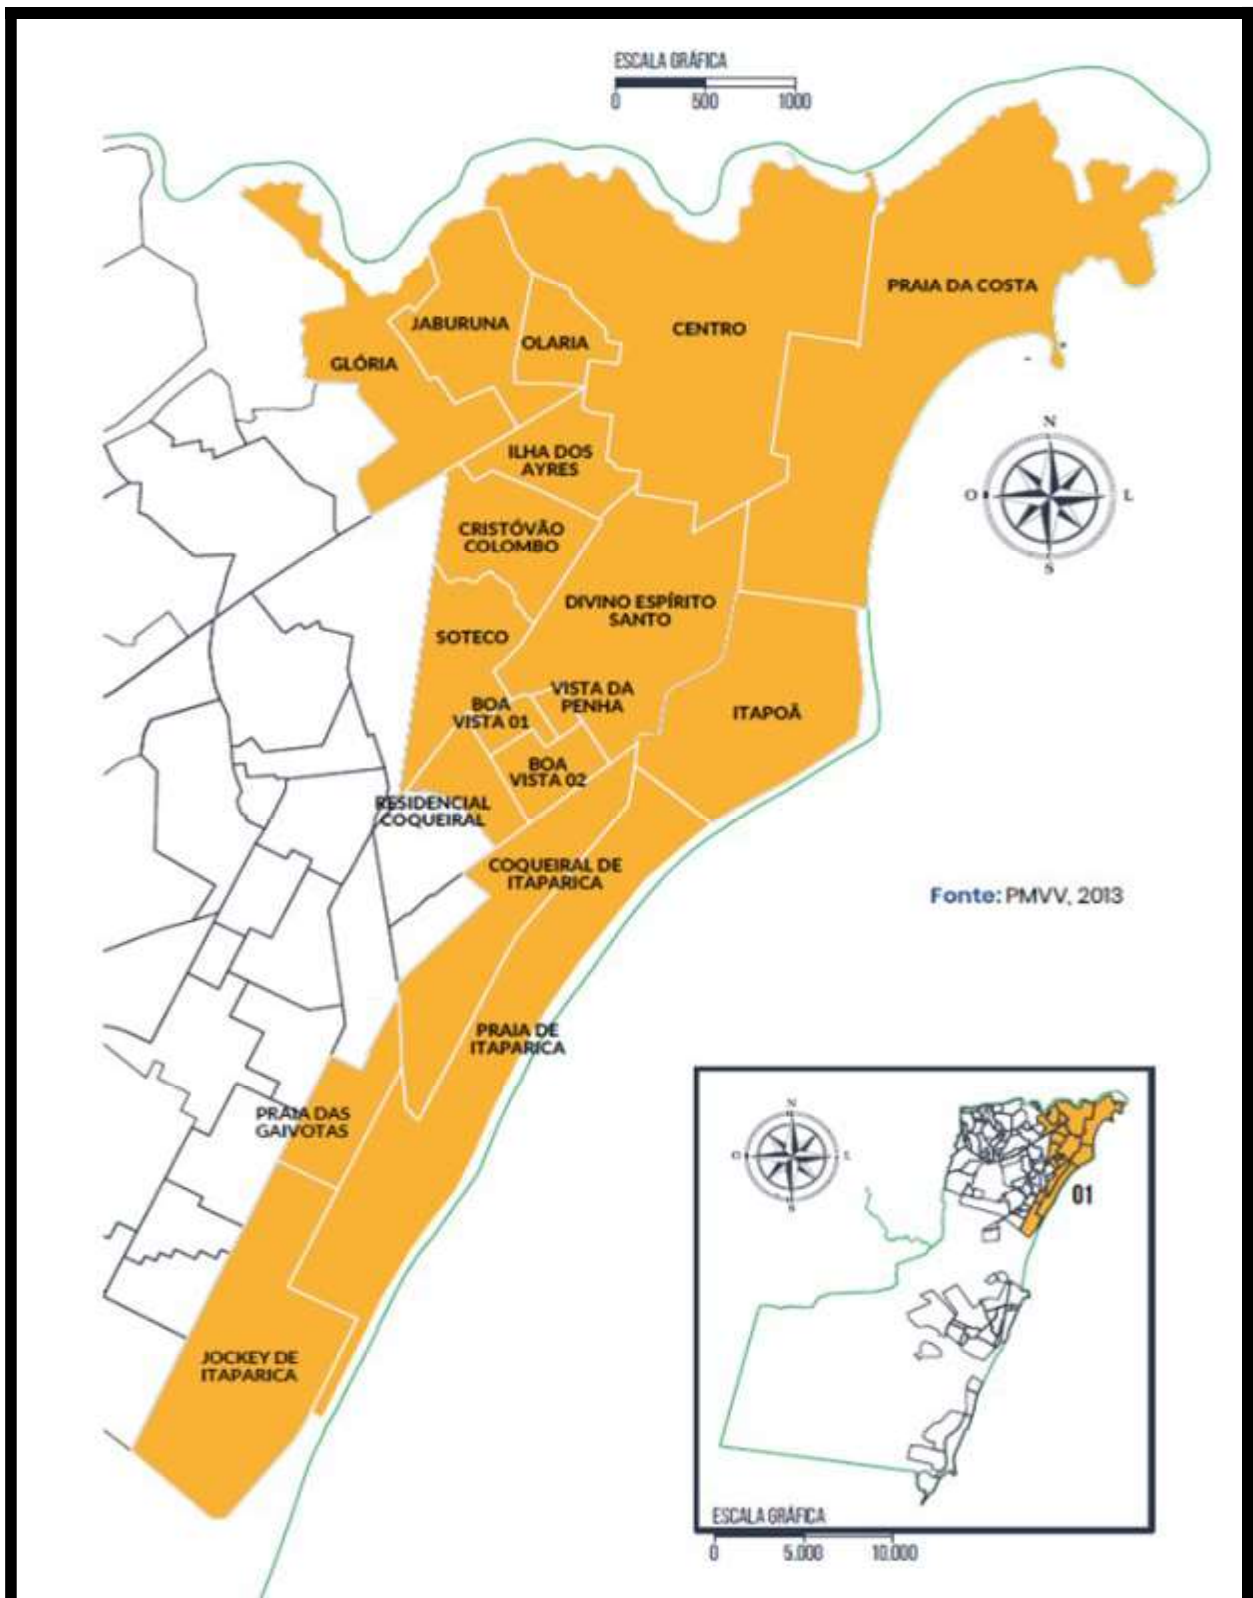 ESCALA GRÁFICA
0 500 1000
PRAIA DA COSTA
CENTRO
JABURUNA
OLARIA
GLÓRIA
N
O L
S
ILHA DOS
AYRES
CRISTÓVÃO
COLOMBO
DIVINO ESPÍRITO
SANTO
SOTECO
VISTA DA
PENHA
BOA
VISTA 01
ITAPOÃ
BOA
VISTA 02
RESIDENCIAL
COQUEIRAL
COQUEIRAL DE
ITAPARICA
Fonte: PMVV, 2013
PRAIA DE
ITAPARICA
PRAIA DAS
GAIVOTAS
JOCKEY DE
ITAPARICA
N
O L
S
01
ESCALA GRÁFICA
0 5.000 10.000